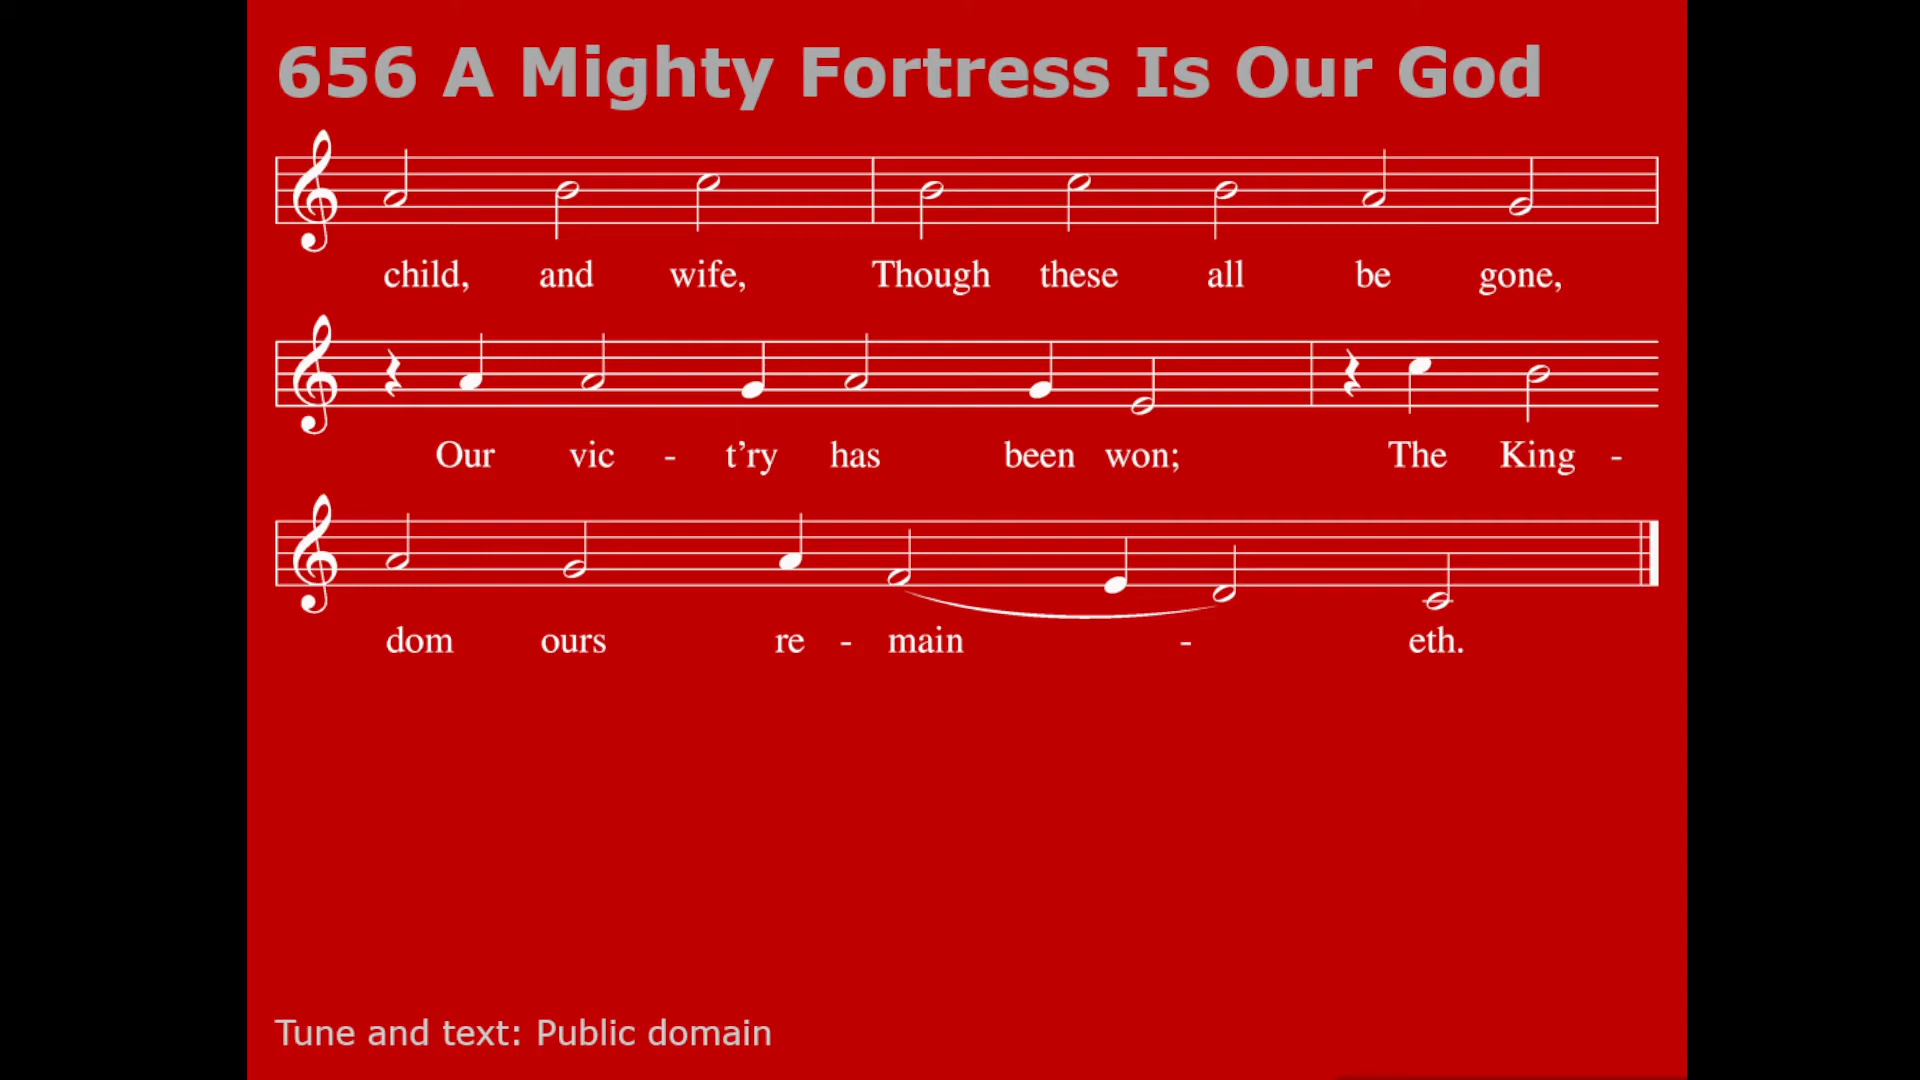 656 A Mighty Fortress Is Our God
child, and wife, Though these all be gone,
Our vic - t’ry has been won; The King -
dom ours re - main - eth.
Tune and text: Public domain